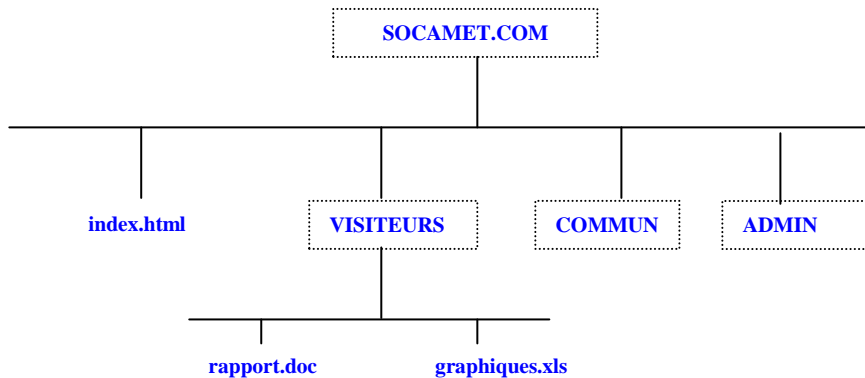 SOCAMET.COM
index.html
VISITEURS
COMMUN
ADMIN
rapport.doc
graphiques.xls